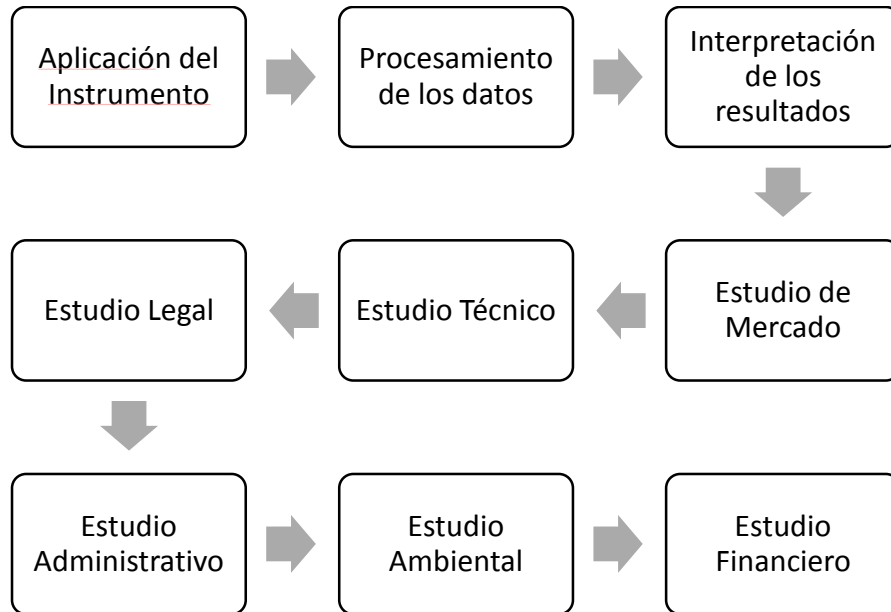 Aplicación del
Instrumento
Procesamiento
de los datos
Interpretación
de los
resultados
Estudio de
Mercado
Estudio Técnico
Estudio Legal
Estudio
Administrativo
Estudio
Ambiental
Estudio
Financiero